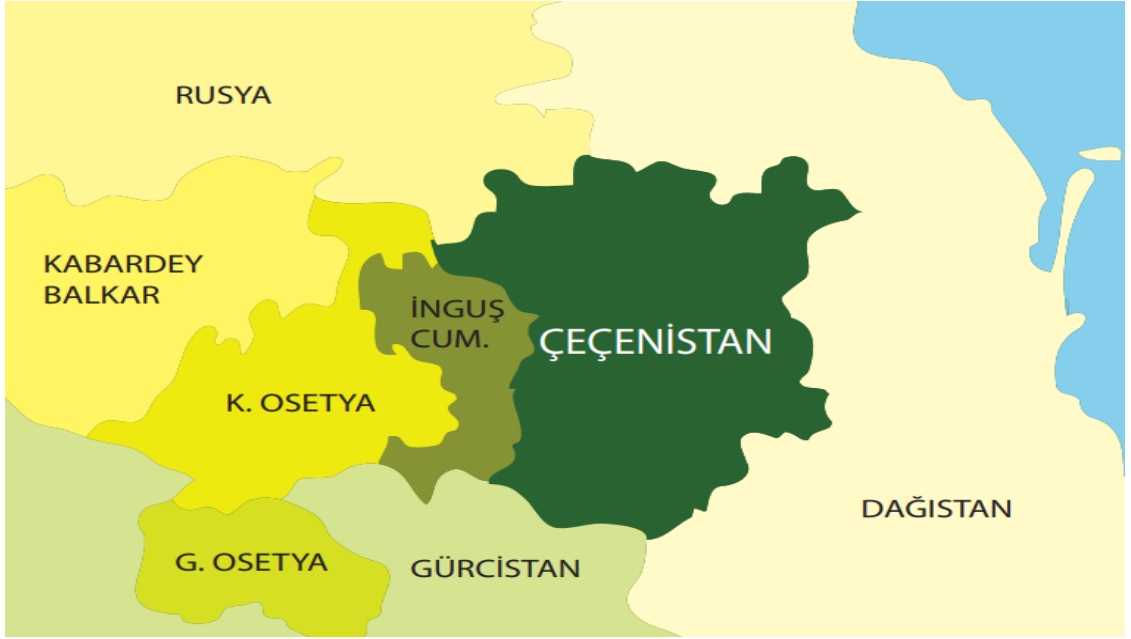 RUSYA
KABARDEY
BALKAR
İNGUŞ
CUM.
ÇEÇENİSTAN
K. OSETYA
DAĞISTAN
G. OSETYA
GÜRCİSTAN